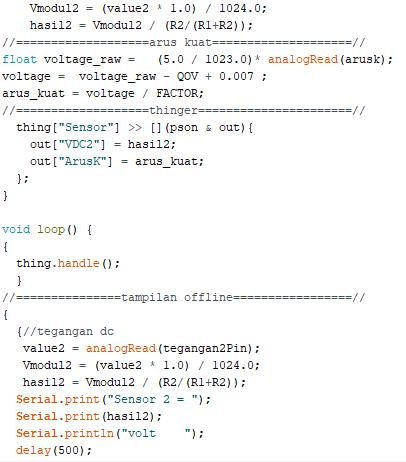 Vmodul2 = (value2 * 1.0) / 1024.0;
hasil2 = Vmodul2 / (R2/(R1+R2));
//===================arus kuat====================//
float voltage_raw =   (5.0 / 1023.0)* analogRead(arusk);
voltage =  voltage_raw - QOV + 0.007 ;
arus_kuat = voltage / FACTOR;
//===================thinger========================//
thing["Sensor"] >> [](pson & out){
out["VDC2"] = hasil2;
out["ArusK"] = arus_kuat;
};
}
void loop() {
{
thing.handle();
}
//===============tampilan offline=================//
{
{//tegangan dc
value2 = analogRead(tegangan2Pin);
Vmodul2 = (value2 * 1.0) / 1024.0;
hasil2 = Vmodul2 / (R2/(R1+R2));
Serial.print("Sensor 2 = ");
Serial.print(hasil2);
Serial.println("volt    ");
delay(500);